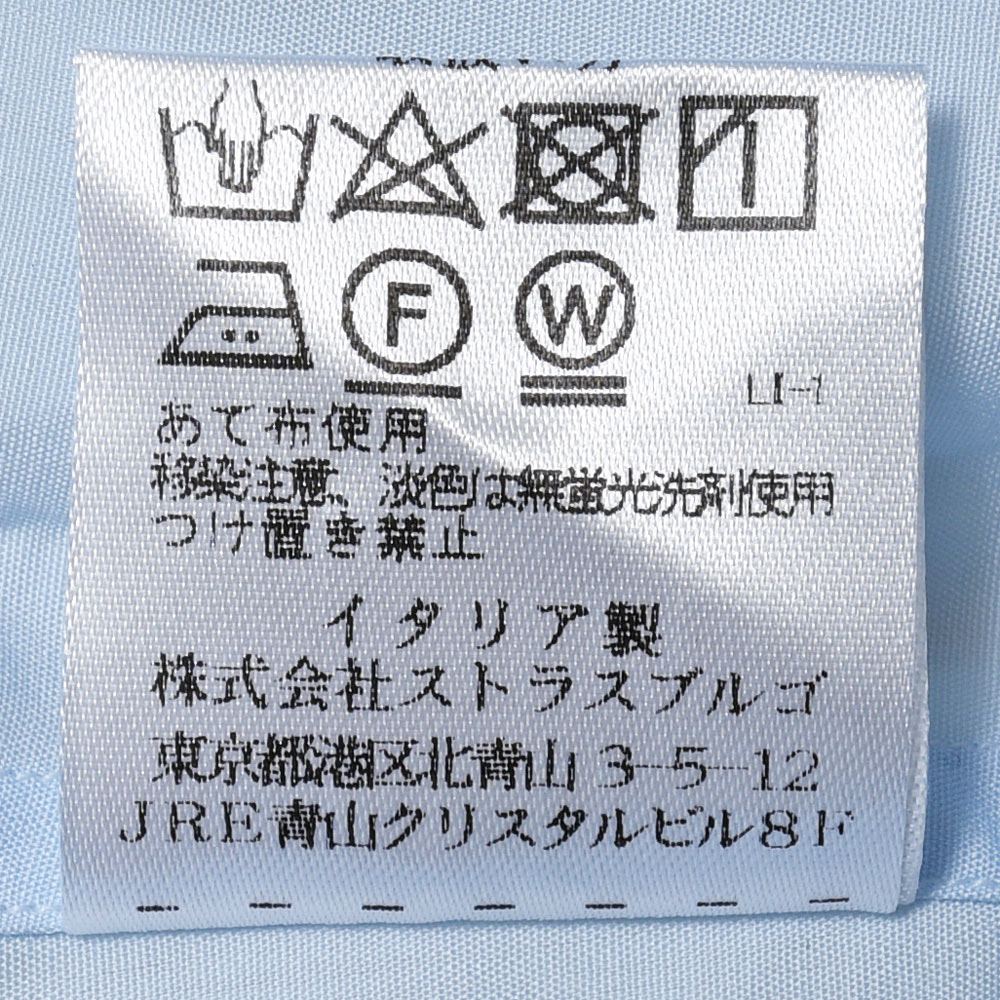 F W
LI-1
あて布使用
移染注意、淡色は無蛍光洗剤使用
つけ置き禁止
イタリア製
株式会社ストラスブルゴ
東京都港区北青山3-5-12
JRE青山クリスタルビル8F